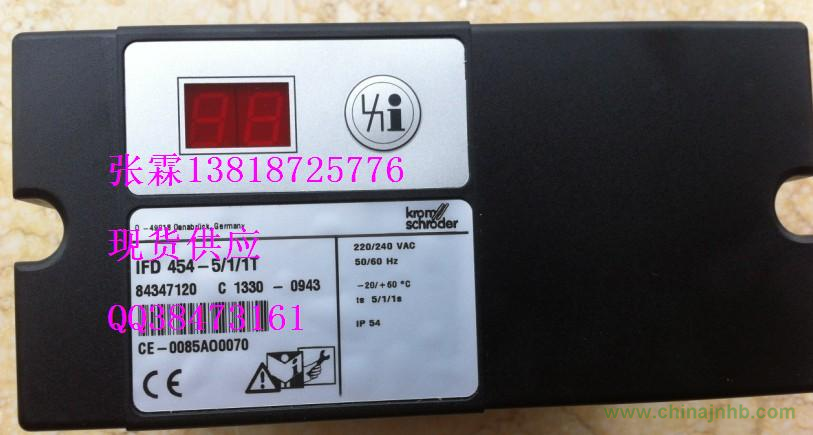 88
i
张霖13818725776
D-49018 Osnabrück, Germany
krom
schröder
现货供应
IFD 454-5/1/1T
84347120 C 1330-0943
220/240 VAC
50/60 Hz
-20/+60 °C
ts 5/1/1s
IP 54
QQ38473161
CE-0085AO0070
i
CE
www.chinajnhb.com